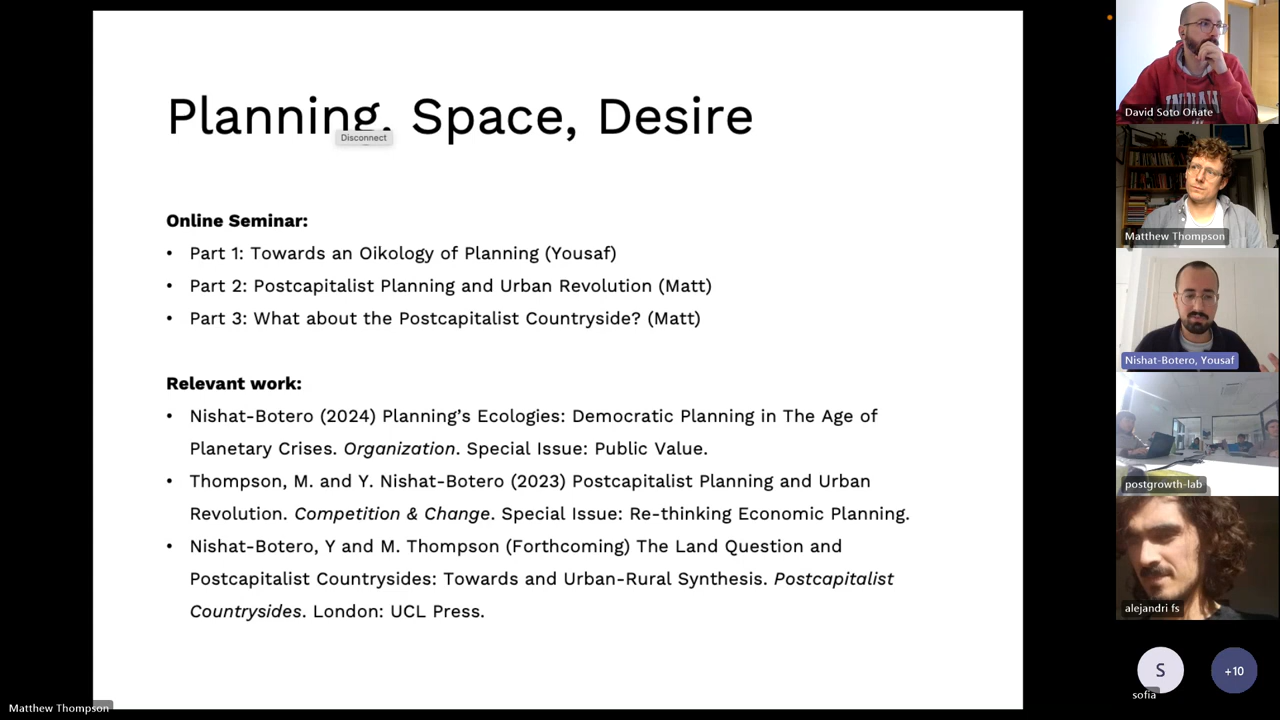 Planning, Space, Desire
Disconnect
Online Seminar:
• Part 1: Towards an Oikology of Planning (Yousaf)
• Part 2: Postcapitalist Planning and Urban Revolution (Matt)
• Part 3: What about the Postcapitalist Countryside? (Matt)
Relevant work:
• Nishat-Botero (2024) Planning’s Ecologies: Democratic Planning in The Age of
Planetary Crises. Organization. Special Issue: Public Value.
• Thompson, M. and Y. Nishat-Botero (2023) Postcapitalist Planning and Urban
Revolution. Competition & Change. Special Issue: Re-thinking Economic Planning.
• Nishat-Botero, Y and M. Thompson (Forthcoming) The Land Question and
Postcapitalist Countrysides: Towards and Urban-Rural Synthesis. Postcapitalist
Countrysides. London: UCL Press.
Matthew Thompson
David Soto Oñate
Matthew Thompson
Nishat-Botero, Yousaf
postgrowth-lab
alejandri fs
S
sofia
+10